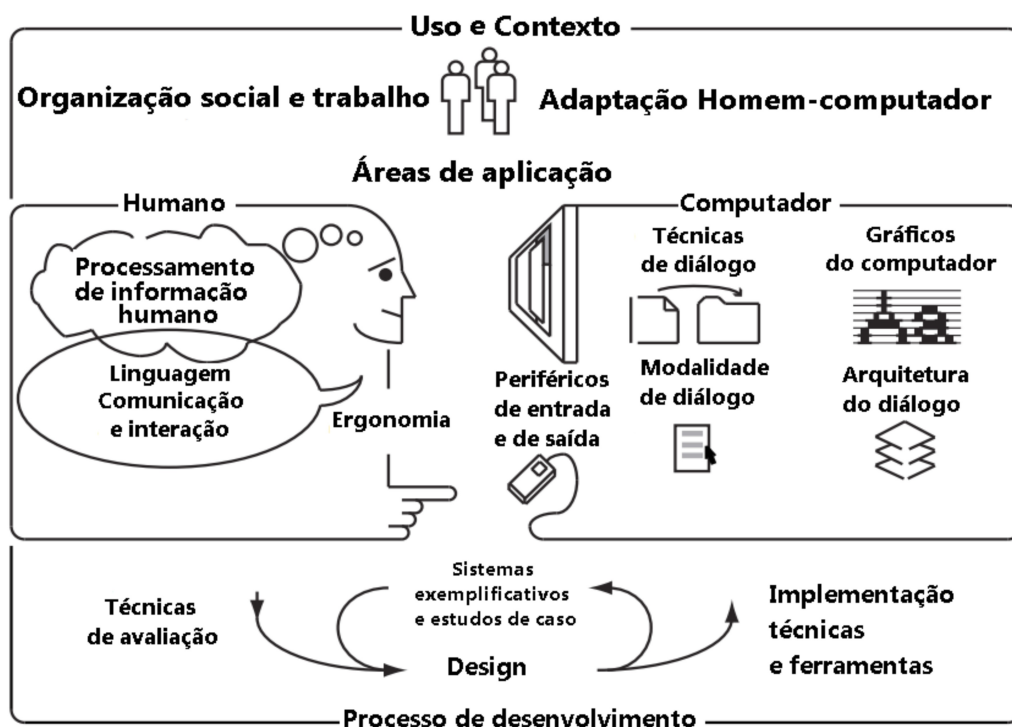 Uso e Contexto
Organização social e trabalho
Adaptação Homem-computador
Áreas de aplicação
Humano
Processamento
de informação
humano
Linguagem
Comunicação
e interação
Ergonomia
Computador
Técnicas
de diálogo
Gráficos
do computador
Aa
Modalidade
de diálogo
Arquitetura
do diálogo
Periféricos
de entrada
e de saída
Técnicas
de avaliação
Sistemas
exemplificativos
e estudos de caso
Design
Implementação
técnicas
e ferramentas
Processo de desenvolvimento